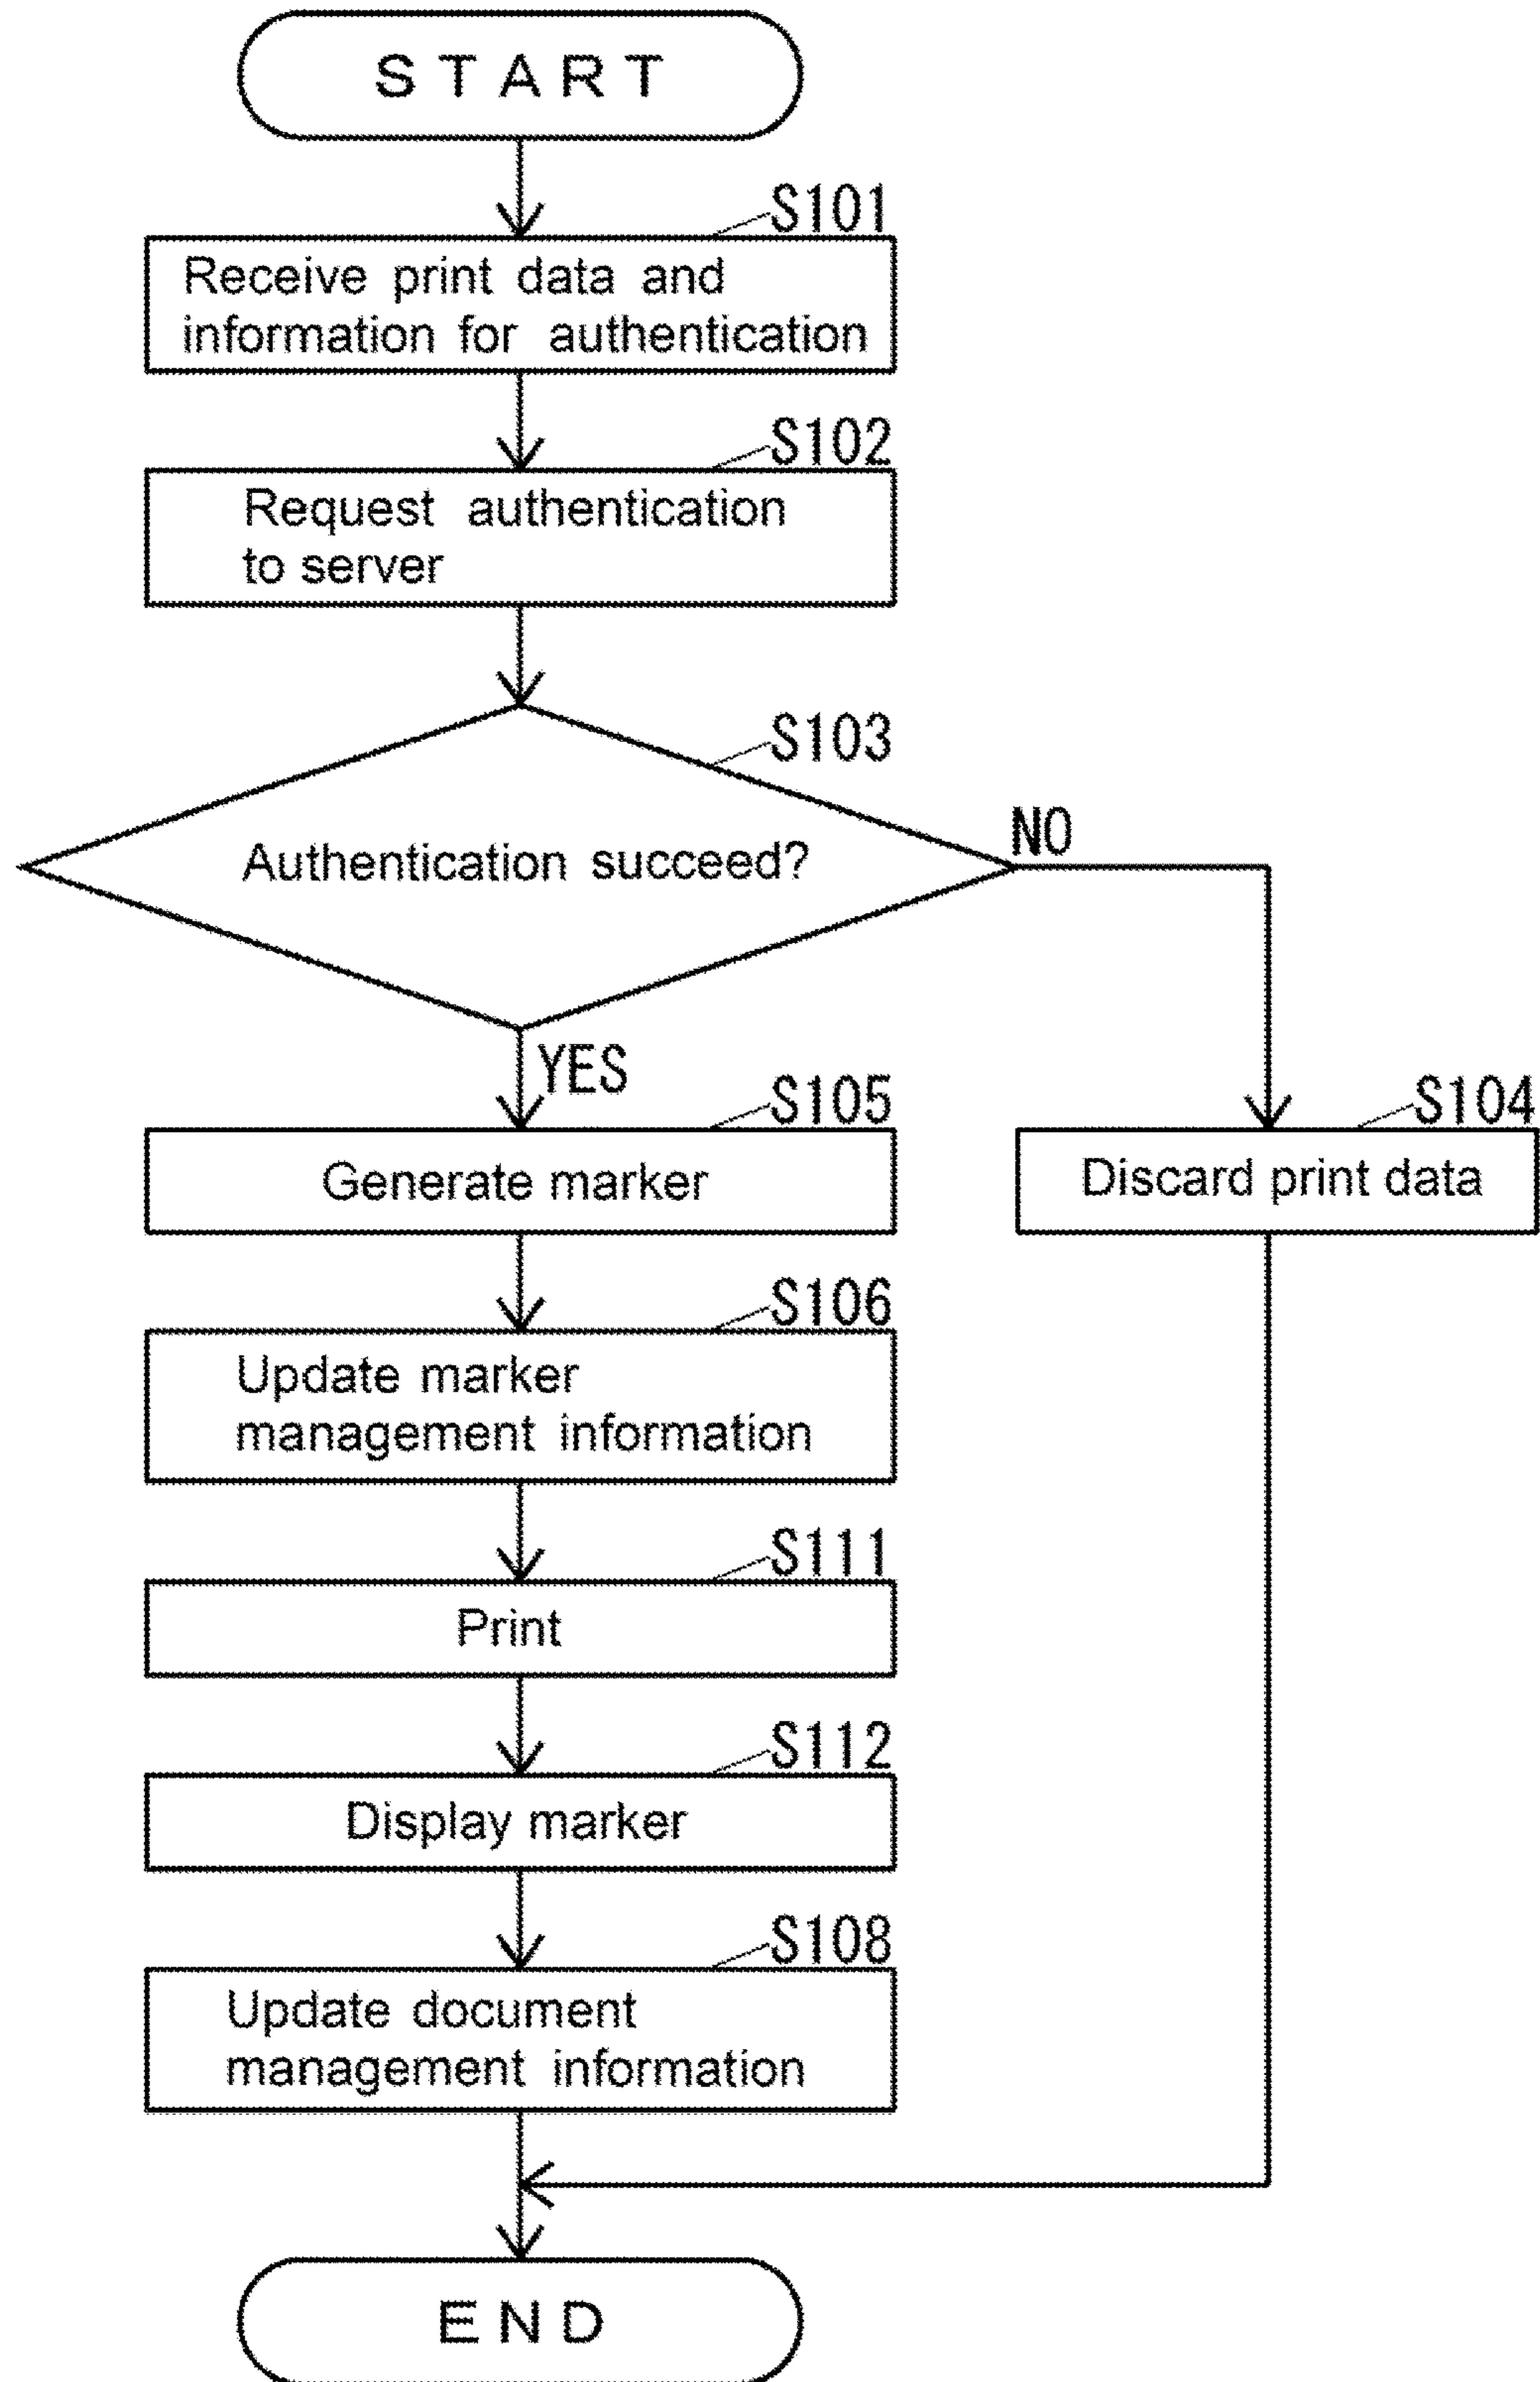 START
S101
Receive print data and
information for authentication
S102
Request authentication
to server
S103
Authentication succeed?
NO
YES
S105
Generate marker
S104
Discard print data
S106
Update marker
management information
S111
Print
S112
Display marker
S108
Update document
management information
END